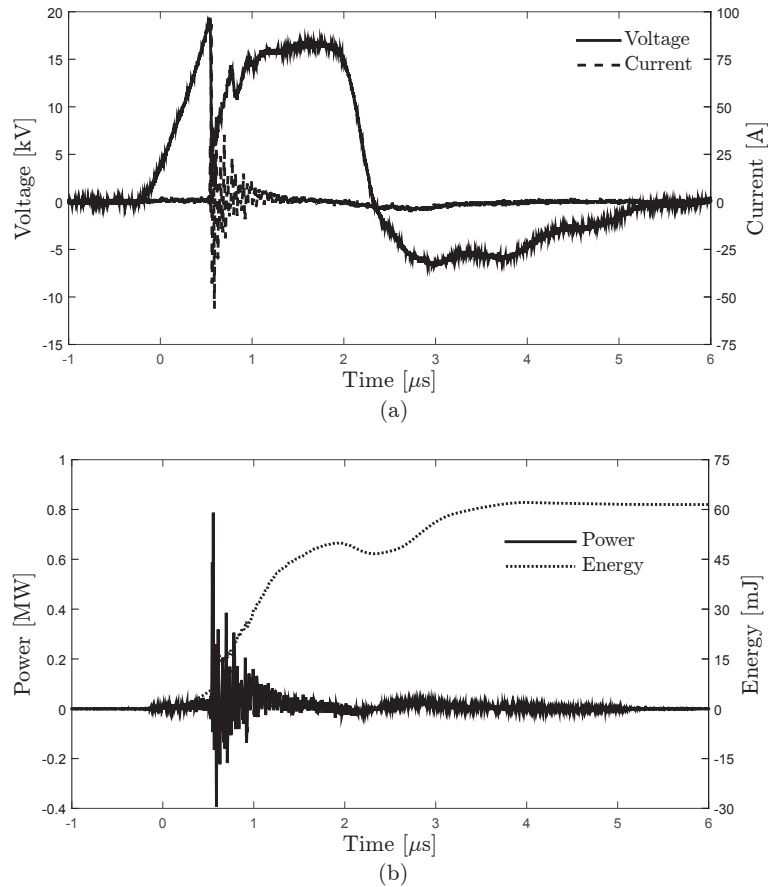 20
15
10
5
0
-5
-10
-15
100
75
50
25
0
-25
-50
-75
Voltage [kV]
Current [A]
Voltage
Current
-1 0 1 2 3 4 5 6
Time [μs]
(a)
1
0.8
0.6
0.4
0.2
0
-0.2
-0.4
75
60
45
30
15
0
-15
-30
Power [MW]
Energy [mJ]
Power
Energy
-1 0 1 2 3 4 5 6
Time [μs]
(b)